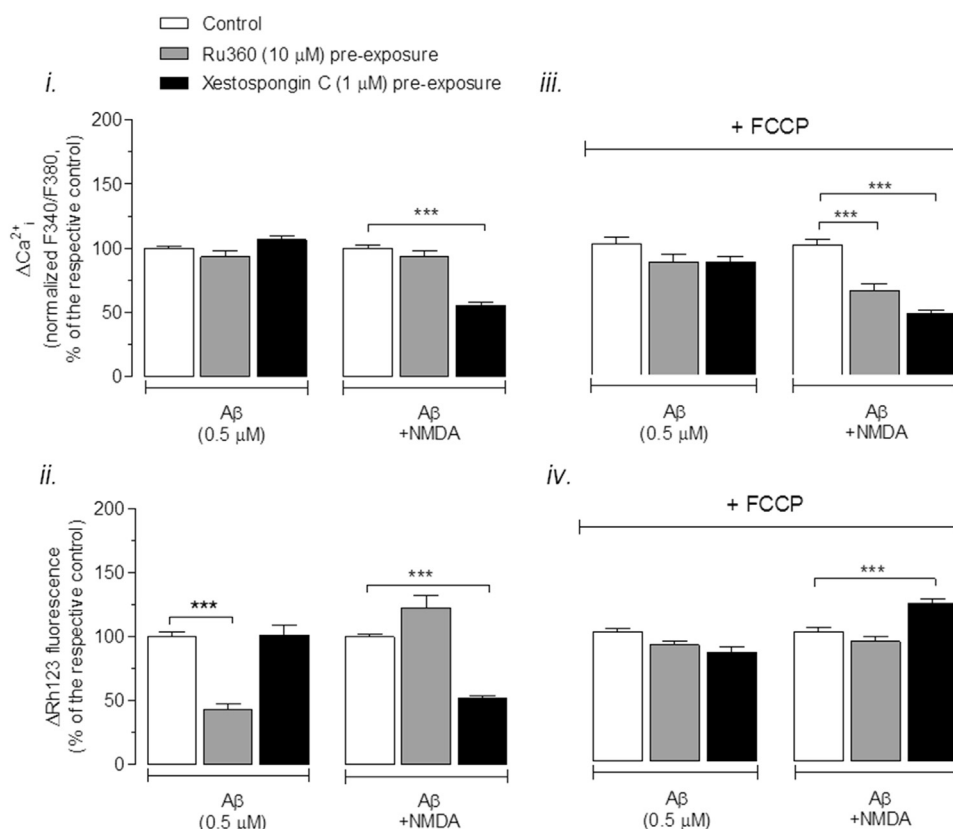 Control
Ru360 (10 μM) pre-exposure
Xestospongin C (1 μM) pre-exposure
i.
ΔCa²⁺ᵢ
(normalized F340/F380,
% of the respective control)
200
150
100
50
0
***
Aβ
(0.5 μM)
Aβ
+NMDA
iii.
+ FCCP
***
***
Aβ
(0.5 μM)
Aβ
+NMDA
ii.
ΔRh123 fluorescence
(% of the respective control)
200
150
100
50
0
***
***
Aβ
(0.5 μM)
Aβ
+NMDA
iv.
+ FCCP
***
Aβ
(0.5 μM)
Aβ
+NMDA